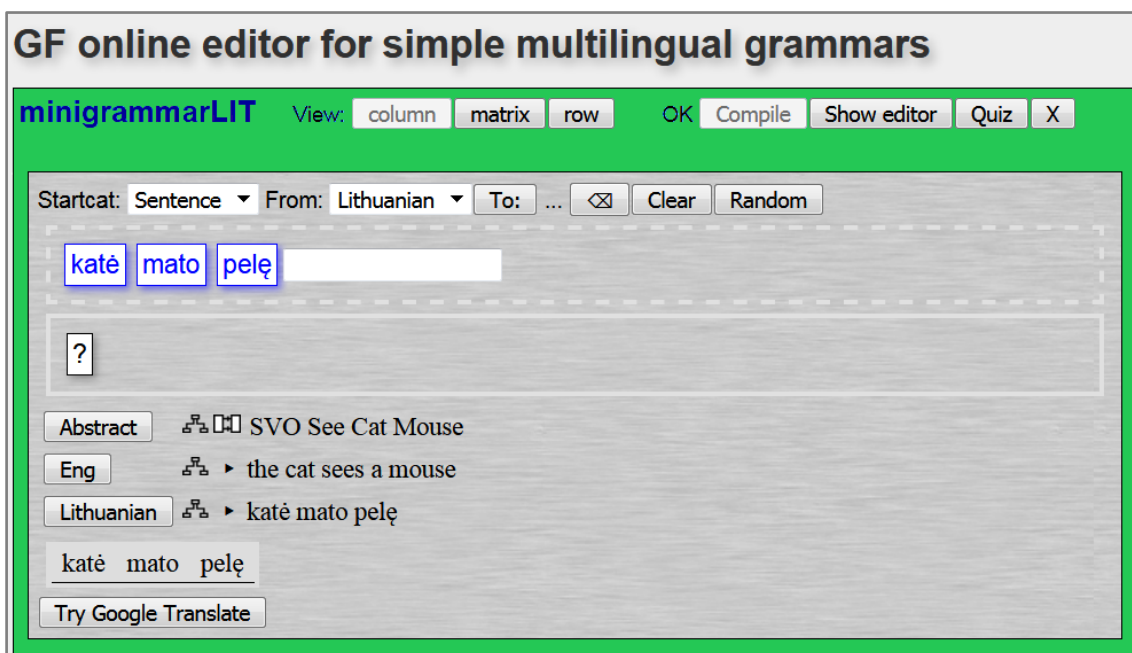 GF online editor for simple multilingual grammars
minigrammarLIT View: column matrix row OK Compile Show editor Quiz X
Startcat: Sentence From: Lithuanian To: ... ⌫ Clear Random
katė mato pelę
?
Abstract SVO See Cat Mouse
Eng the cat sees a mouse
Lithuanian katė mato pelę
katė mato pelę
Try Google Translate